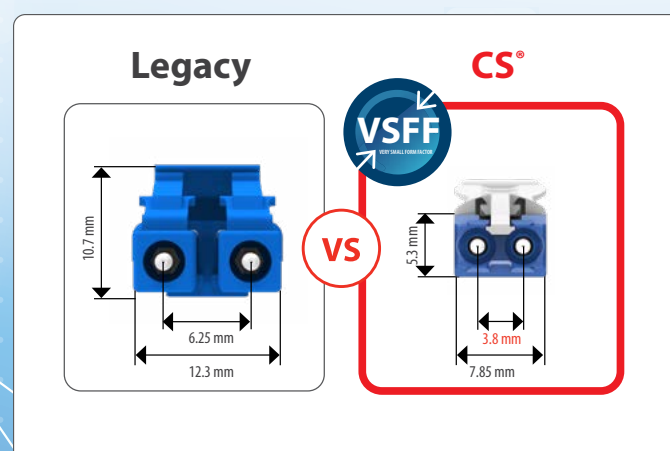 Legacy
CS®
VSFF
VERY SMALL FORM FACTOR
10.7 mm
6.25 mm
12.3 mm
VS
5.3 mm
3.8 mm
7.85 mm